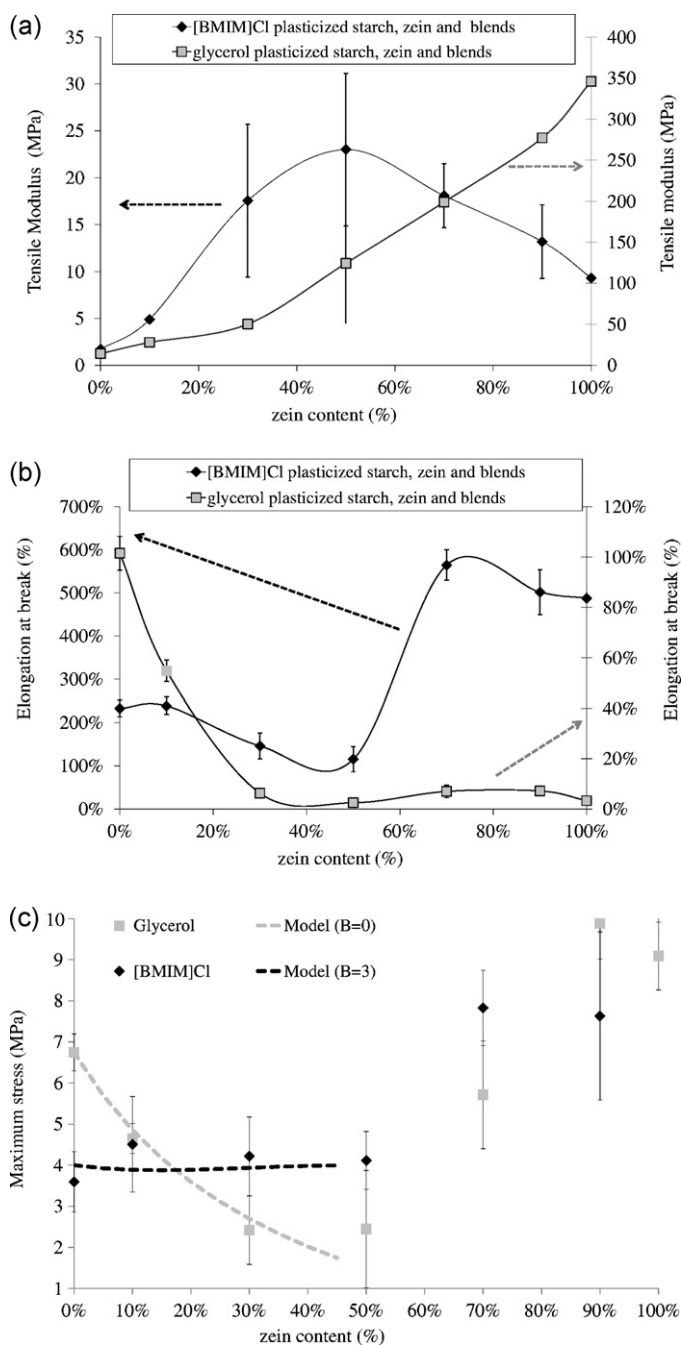 (a)
[BMIM]Cl plasticized starch, zein and blends
glycerol plasticized starch, zein and blends
Tensile Modulus (MPa)
35
30
25
20
15
10
5
0
400
350
300
250
200
150
100
50
0
Tensile modulus (MPa)
0% 20% 40% 60% 80% 100%
zein content (%)
(b)
[BMIM]Cl plasticized starch, zein and blends
glycerol plasticized starch, zein and blends
Elongation at break (%)
700%
600%
500%
400%
300%
200%
100%
0%
120%
100%
80%
60%
40%
20%
0%
Elongation at break (%)
0% 20% 40% 60% 80% 100%
zein content (%)
(c)
Glycerol Model (B=0)
[BMIM]Cl Model (B=3)
Maximum stress (MPa)
10
9
8
7
6
5
4
3
2
1
0% 10% 20% 30% 40% 50% 60% 70% 80% 90% 100%
zein content (%)